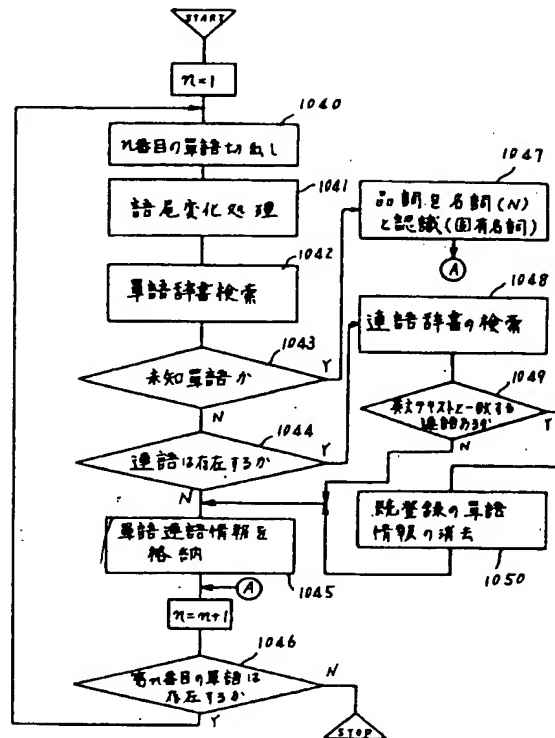 START
n=1
1040
n番目の単語切出し
1041
語尾変化処理
1042
単語辞書検索
1043
未知単語か
Y
N
1044
連語は存在するか
Y
N
単語連語情報を
格納
1045
A
n=n+1
1046
第n番目の単語は
存在するか
N
Y
STOP
1047
品詞を名詞(N)
と認識(固有名詞)
A
1048
連語辞書の検索
1049
英文テキストと一致する
連語あるか
Y
N
既登録の単語
情報の消去
1050